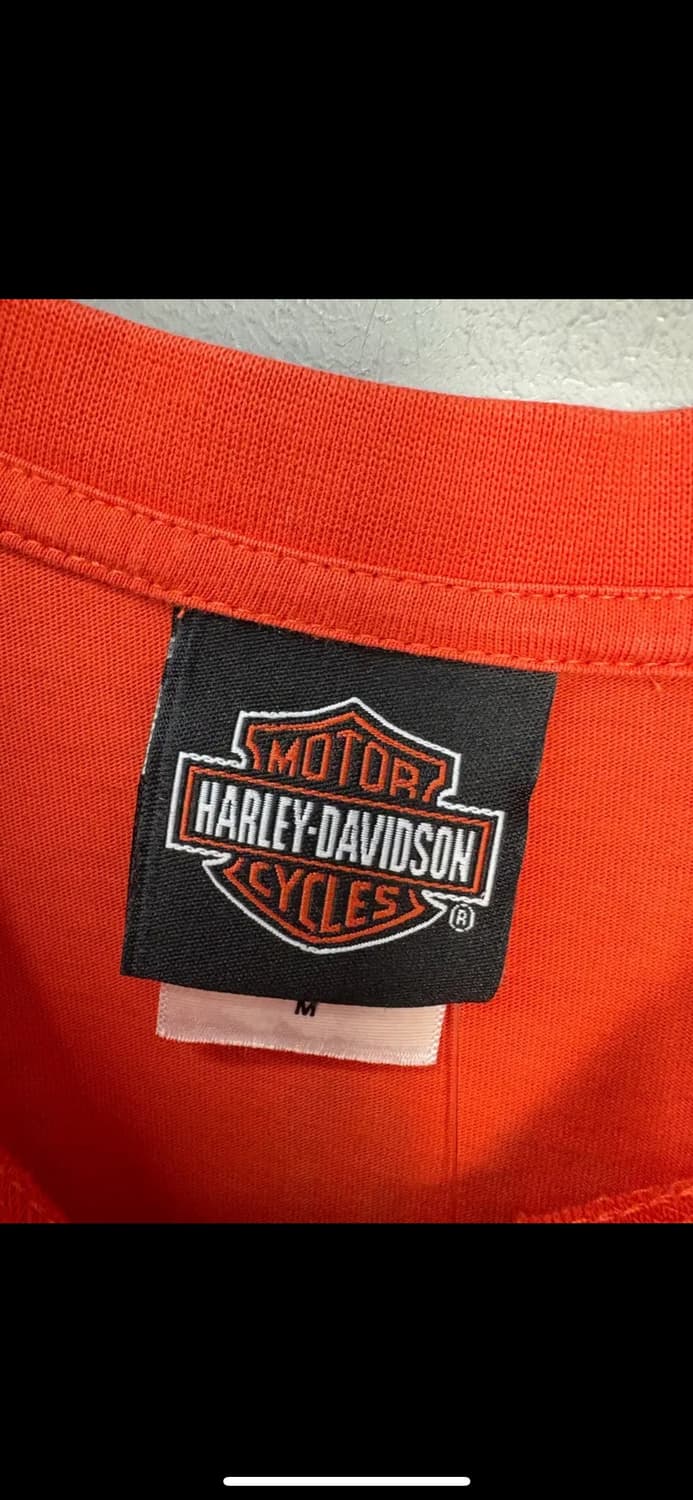 MOTOR
HARLEY-DAVIDSON
CYCLES
®
M